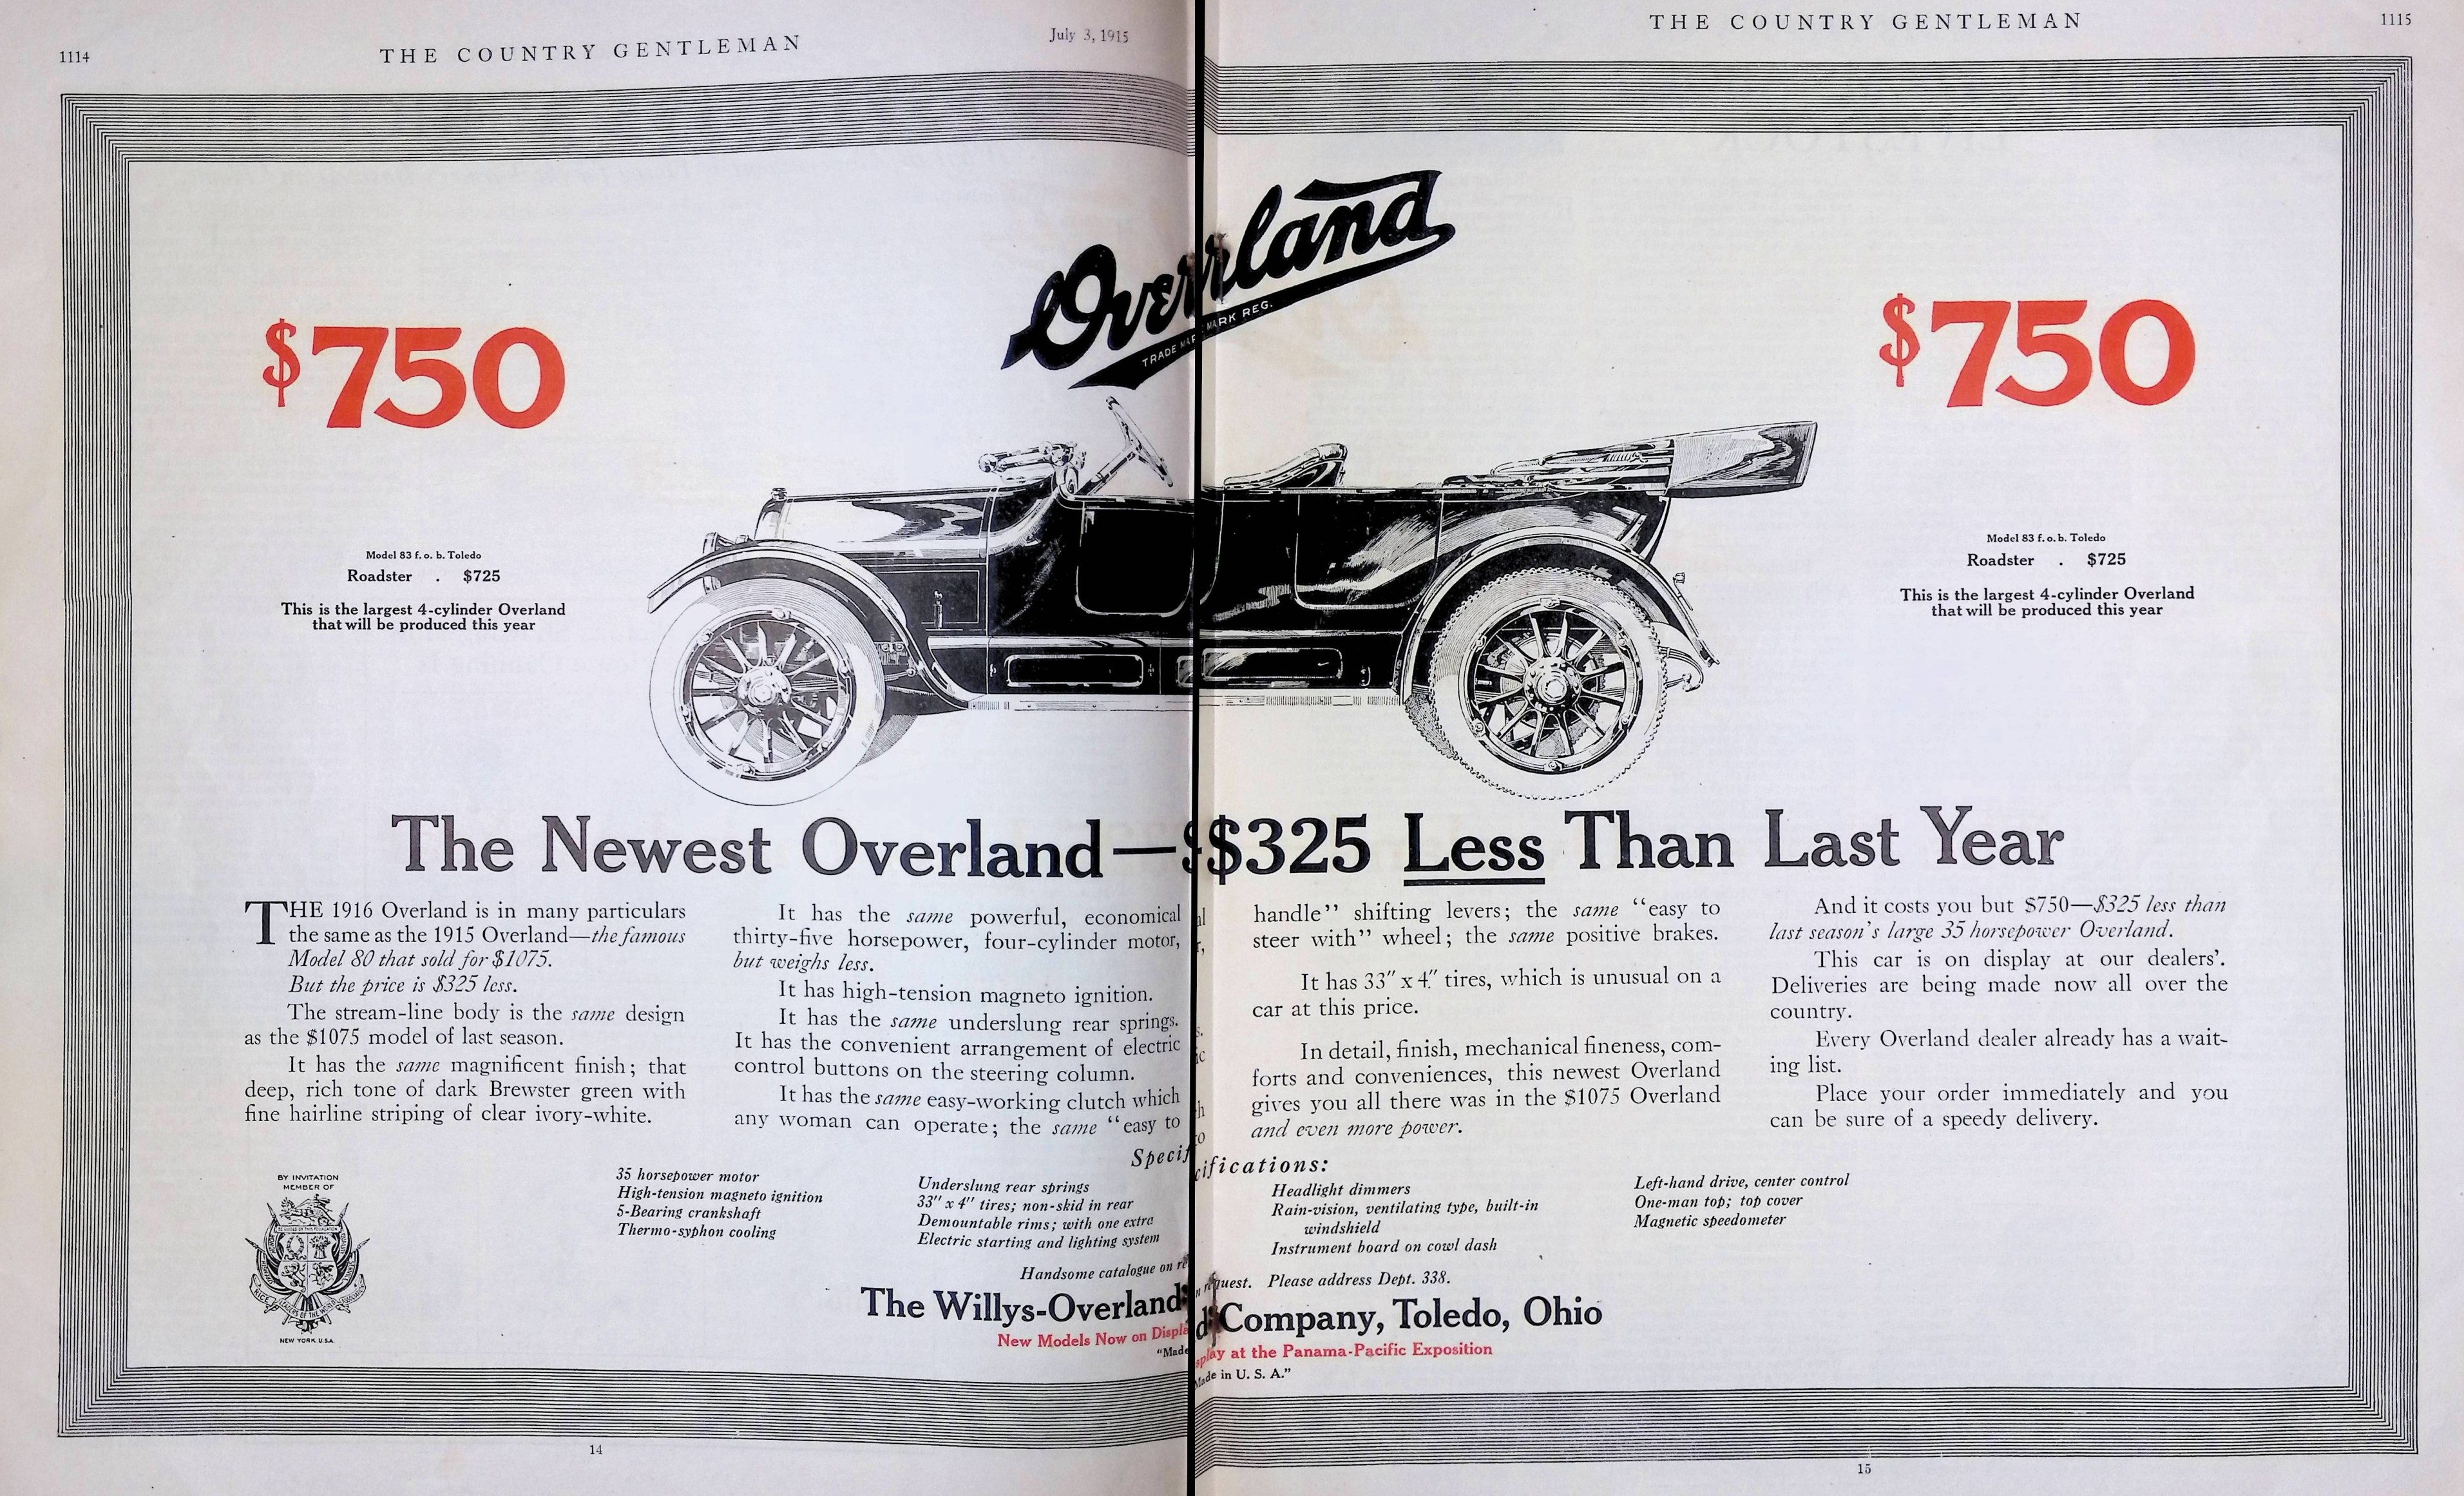 1114
THE COUNTRY GENTLEMAN
July 3, 1915
THE COUNTRY GENTLEMAN
1115
Overland
TRADE MARK REG.
$750
Model 83 f. o. b. Toledo
Roadster . $725
This is the largest 4-cylinder Overland
that will be produced this year
$750
Model 83 f. o. b. Toledo
Roadster . $725
This is the largest 4-cylinder Overland
that will be produced this year
The Newest Overland—$325 Less Than Last Year
THE 1916 Overland is in many particulars
the same as the 1915 Overland—the famous
Model 80 that sold for $1075.
But the price is $325 less.
The stream-line body is the same design
as the $1075 model of last season.
It has the same magnificent finish; that
deep, rich tone of dark Brewster green with
fine hairline striping of clear ivory-white.
It has the same powerful, economical
thirty-five horsepower, four-cylinder motor,
but weighs less.
It has high-tension magneto ignition.
It has the same underslung rear springs.
It has the convenient arrangement of electric
control buttons on the steering column.
It has the same easy-working clutch which
any woman can operate; the same “easy to
handle” shifting levers; the same “easy to
steer with” wheel; the same positive brakes.
It has 33″ x 4″ tires, which is unusual on a
car at this price.
In detail, finish, mechanical fineness, com-
forts and conveniences, this newest Overland
gives you all there was in the $1075 Overland
and even more power.
And it costs you but $750—$325 less than
last season's large 35 horsepower Overland.
This car is on display at our dealers'.
Deliveries are being made now all over the
country.
Every Overland dealer already has a wait-
ing list.
Place your order immediately and you
can be sure of a speedy delivery.
Specifications:
35 horsepower motor
High-tension magneto ignition
5-Bearing crankshaft
Thermo-syphon cooling
Underslung rear springs
33″ x 4″ tires; non-skid in rear
Demountable rims; with one extra
Electric starting and lighting system
Headlight dimmers
Rain-vision, ventilating type, built-in
windshield
Instrument board on cowl dash
Left-hand drive, center control
One-man top; top cover
Magnetic speedometer
BY INVITATION
MEMBER OF
NEW YORK U.S.A.
Handsome catalogue on request. Please address Dept. 338.
The Willys-Overland Company, Toledo, Ohio
New Models Now on Display at the Panama-Pacific Exposition
“Made in U. S. A.”
14
15